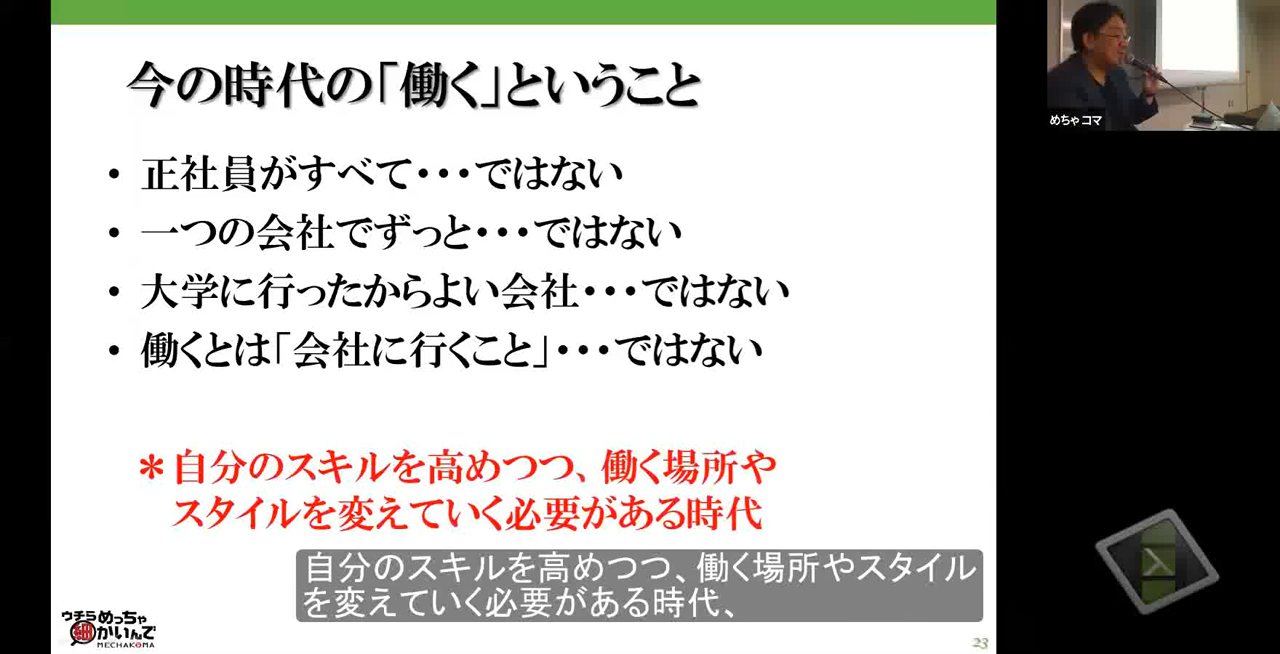 今の時代の「働く」ということ
• 正社員がすべて・・・ではない
• 一つの会社でずっと・・・ではない
• 大学に行ったからよい会社・・・ではない
• 働くとは「会社に行くこと」・・・ではない
＊自分のスキルを高めつつ、働く場所や
スタイルを変えていく必要がある時代
自分のスキルを高めつつ、働く場所やスタイル
を変えていく必要がある時代、
ウチらめっちゃ
細かいんで
MECHAKOMA
23
めちゃコマ